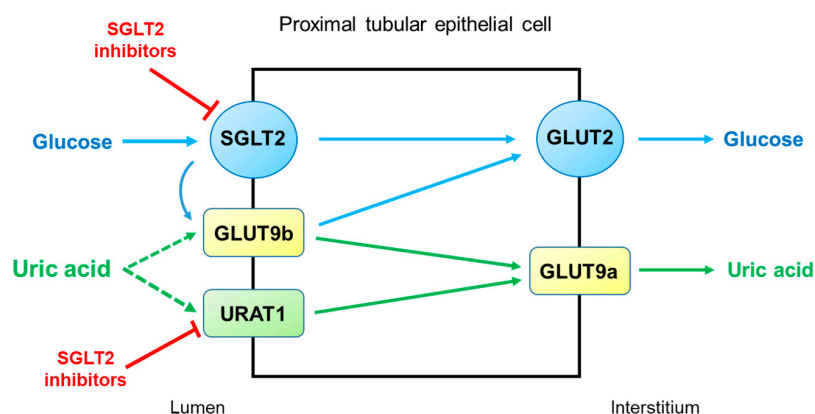 Proximal tubular epithelial cell
SGLT2
inhibitors
Glucose
SGLT2
GLUT2
Glucose
GLUT9b
Uric acid
GLUT9a
Uric acid
URAT1
SGLT2
inhibitors
Lumen
Interstitium